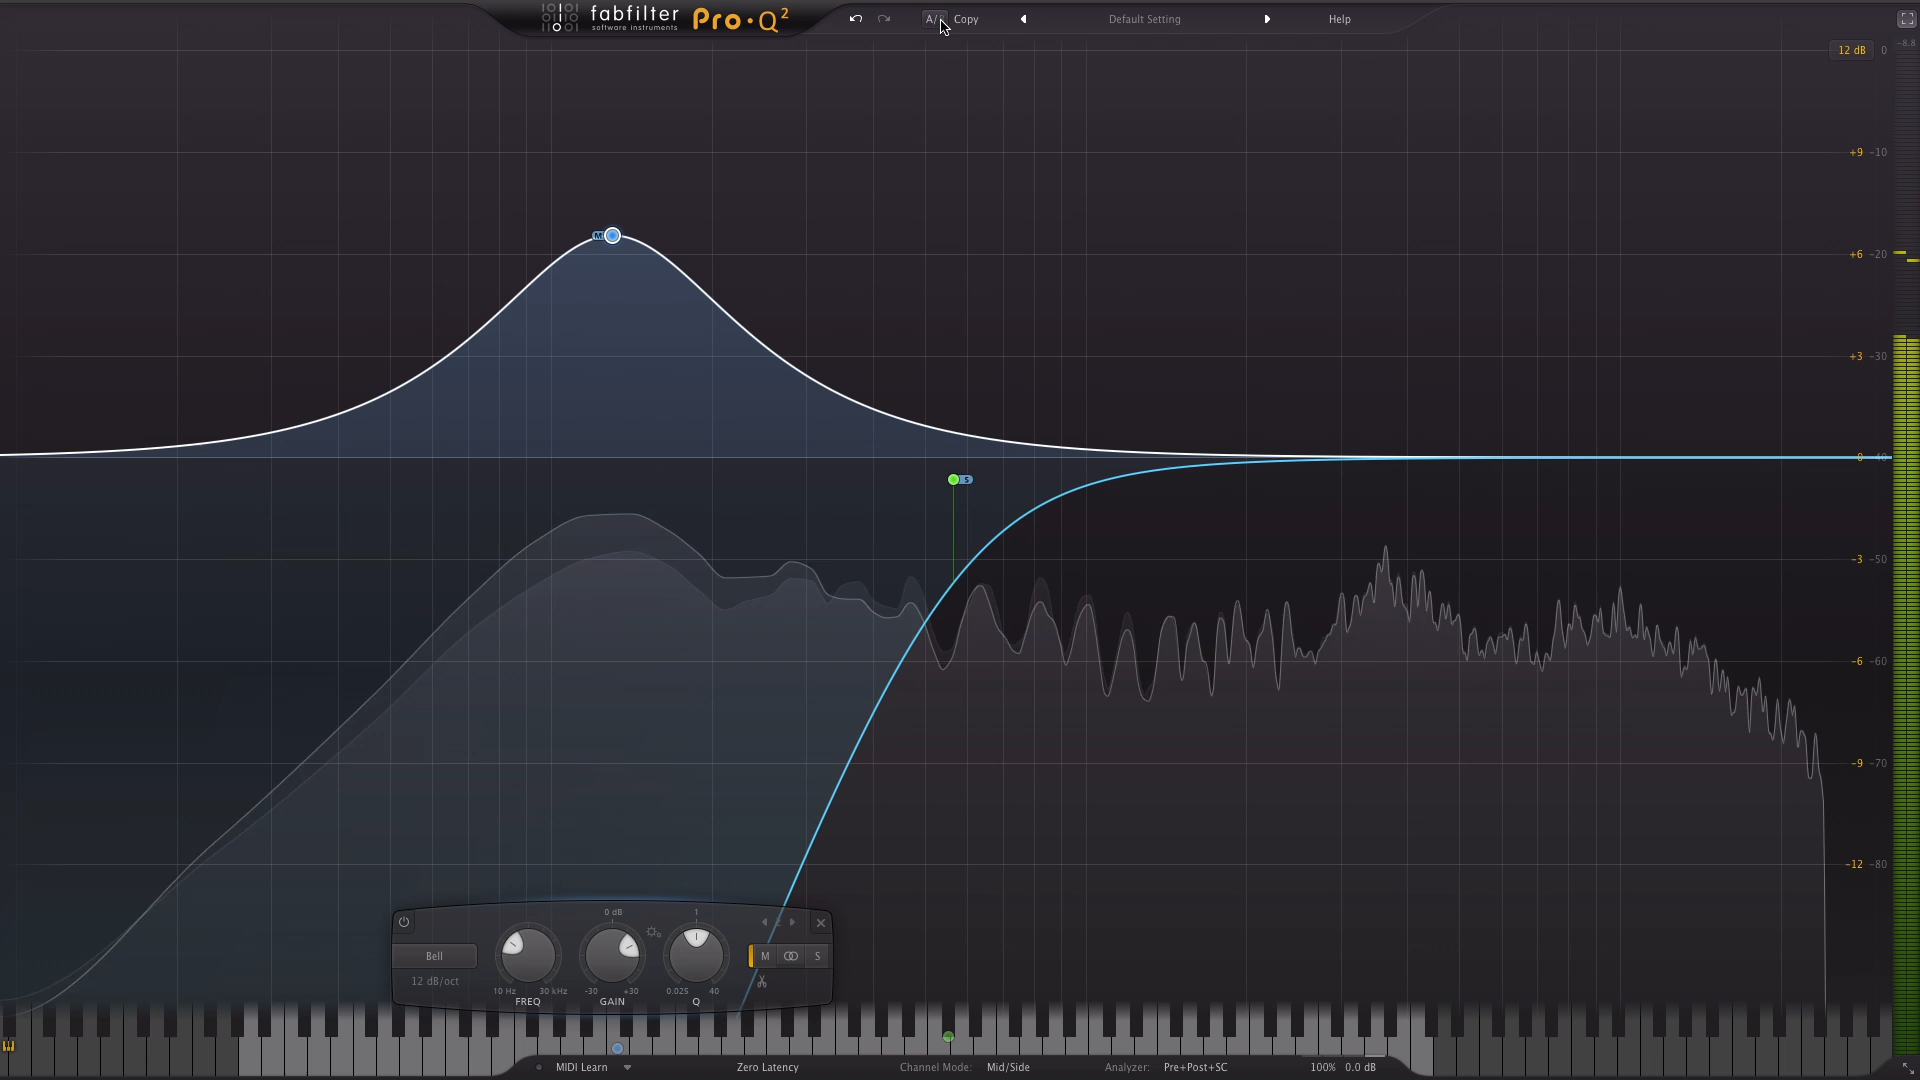 fabfilter Pro·Q² A/B Copy Default Setting Help
software instruments
-8.8
12 dB 0
+9 -10
M
+6 -20
+3 -30
0 -40
S
-3 -50
-6 -60
-9 -70
-12 -80
0 dB 1
Bell M S
12 dB/oct
10 Hz 30 kHz -30 +30 0.025 40
FREQ GAIN Q
MIDI Learn Zero Latency Channel Mode: Mid/Side Analyzer: Pre+Post+SC 100% 0.0 dB